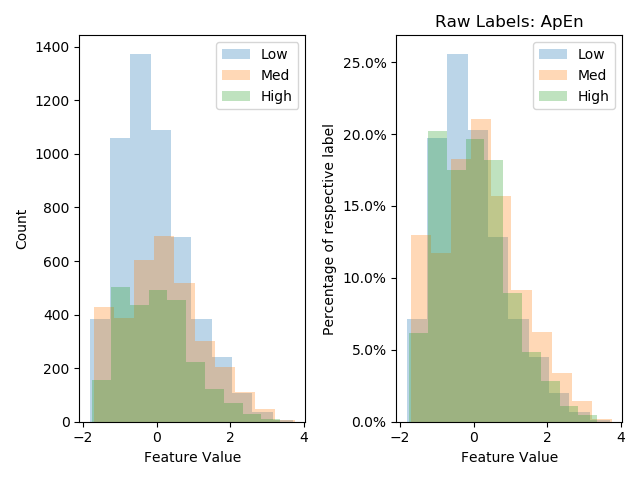 Raw Labels: ApEn
Count
1400
1200
1000
800
600
400
200
0
−2
0
2
4
Feature Value
Low
Med
High
Percentage of respective label
25.0%
20.0%
15.0%
10.0%
5.0%
0.0%
−2
0
2
4
Feature Value
Low
Med
High